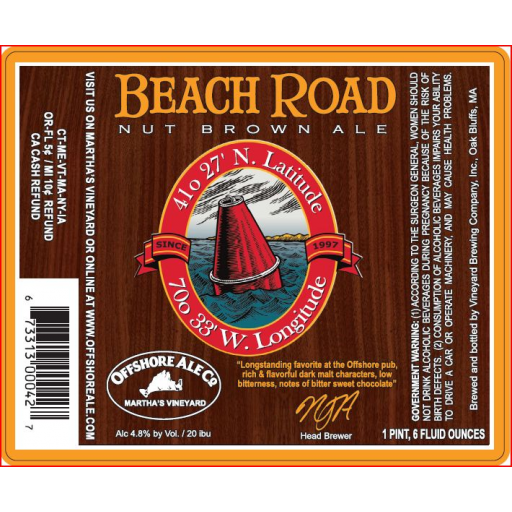 BEACH ROAD
NUT BROWN ALE
41o 27' N. Latitude
SINCE
1997
70o 33' W. Longitude
"Longstanding favorite at the Offshore pub,
rich & flavorful dark malt characters, low
bitterness, notes of bitter sweet chocolate"
Head Brewer
OFFSHORE ALE Co
MARTHA'S VINEYARD
Alc 4.8% by Vol. / 20 ibu
1 PINT, 6 FLUID OUNCES
VISIT US ON MARTHA'S VINEYARD OR ONLINE AT WWW.OFFSHOREALE.COM
CT-ME-VT-MA-NY-IA
OR-FL 5¢ / MI 10¢ REFUND
CA CASH REFUND
6 73313 00042 7
GOVERNMENT WARNING: (1) ACCORDING TO THE SURGEON GENERAL, WOMEN SHOULD
NOT DRINK ALCOHOLIC BEVERAGES DURING PREGNANCY BECAUSE OF THE RISK OF
BIRTH DEFECTS. (2) CONSUMPTION OF ALCOHOLIC BEVERAGES IMPAIRS YOUR ABILITY
TO DRIVE A CAR OR OPERATE MACHINERY, AND MAY CAUSE HEALTH PROBLEMS.
Brewed and bottled by Vineyard Brewing Company, Inc., Oak Bluffs, MA